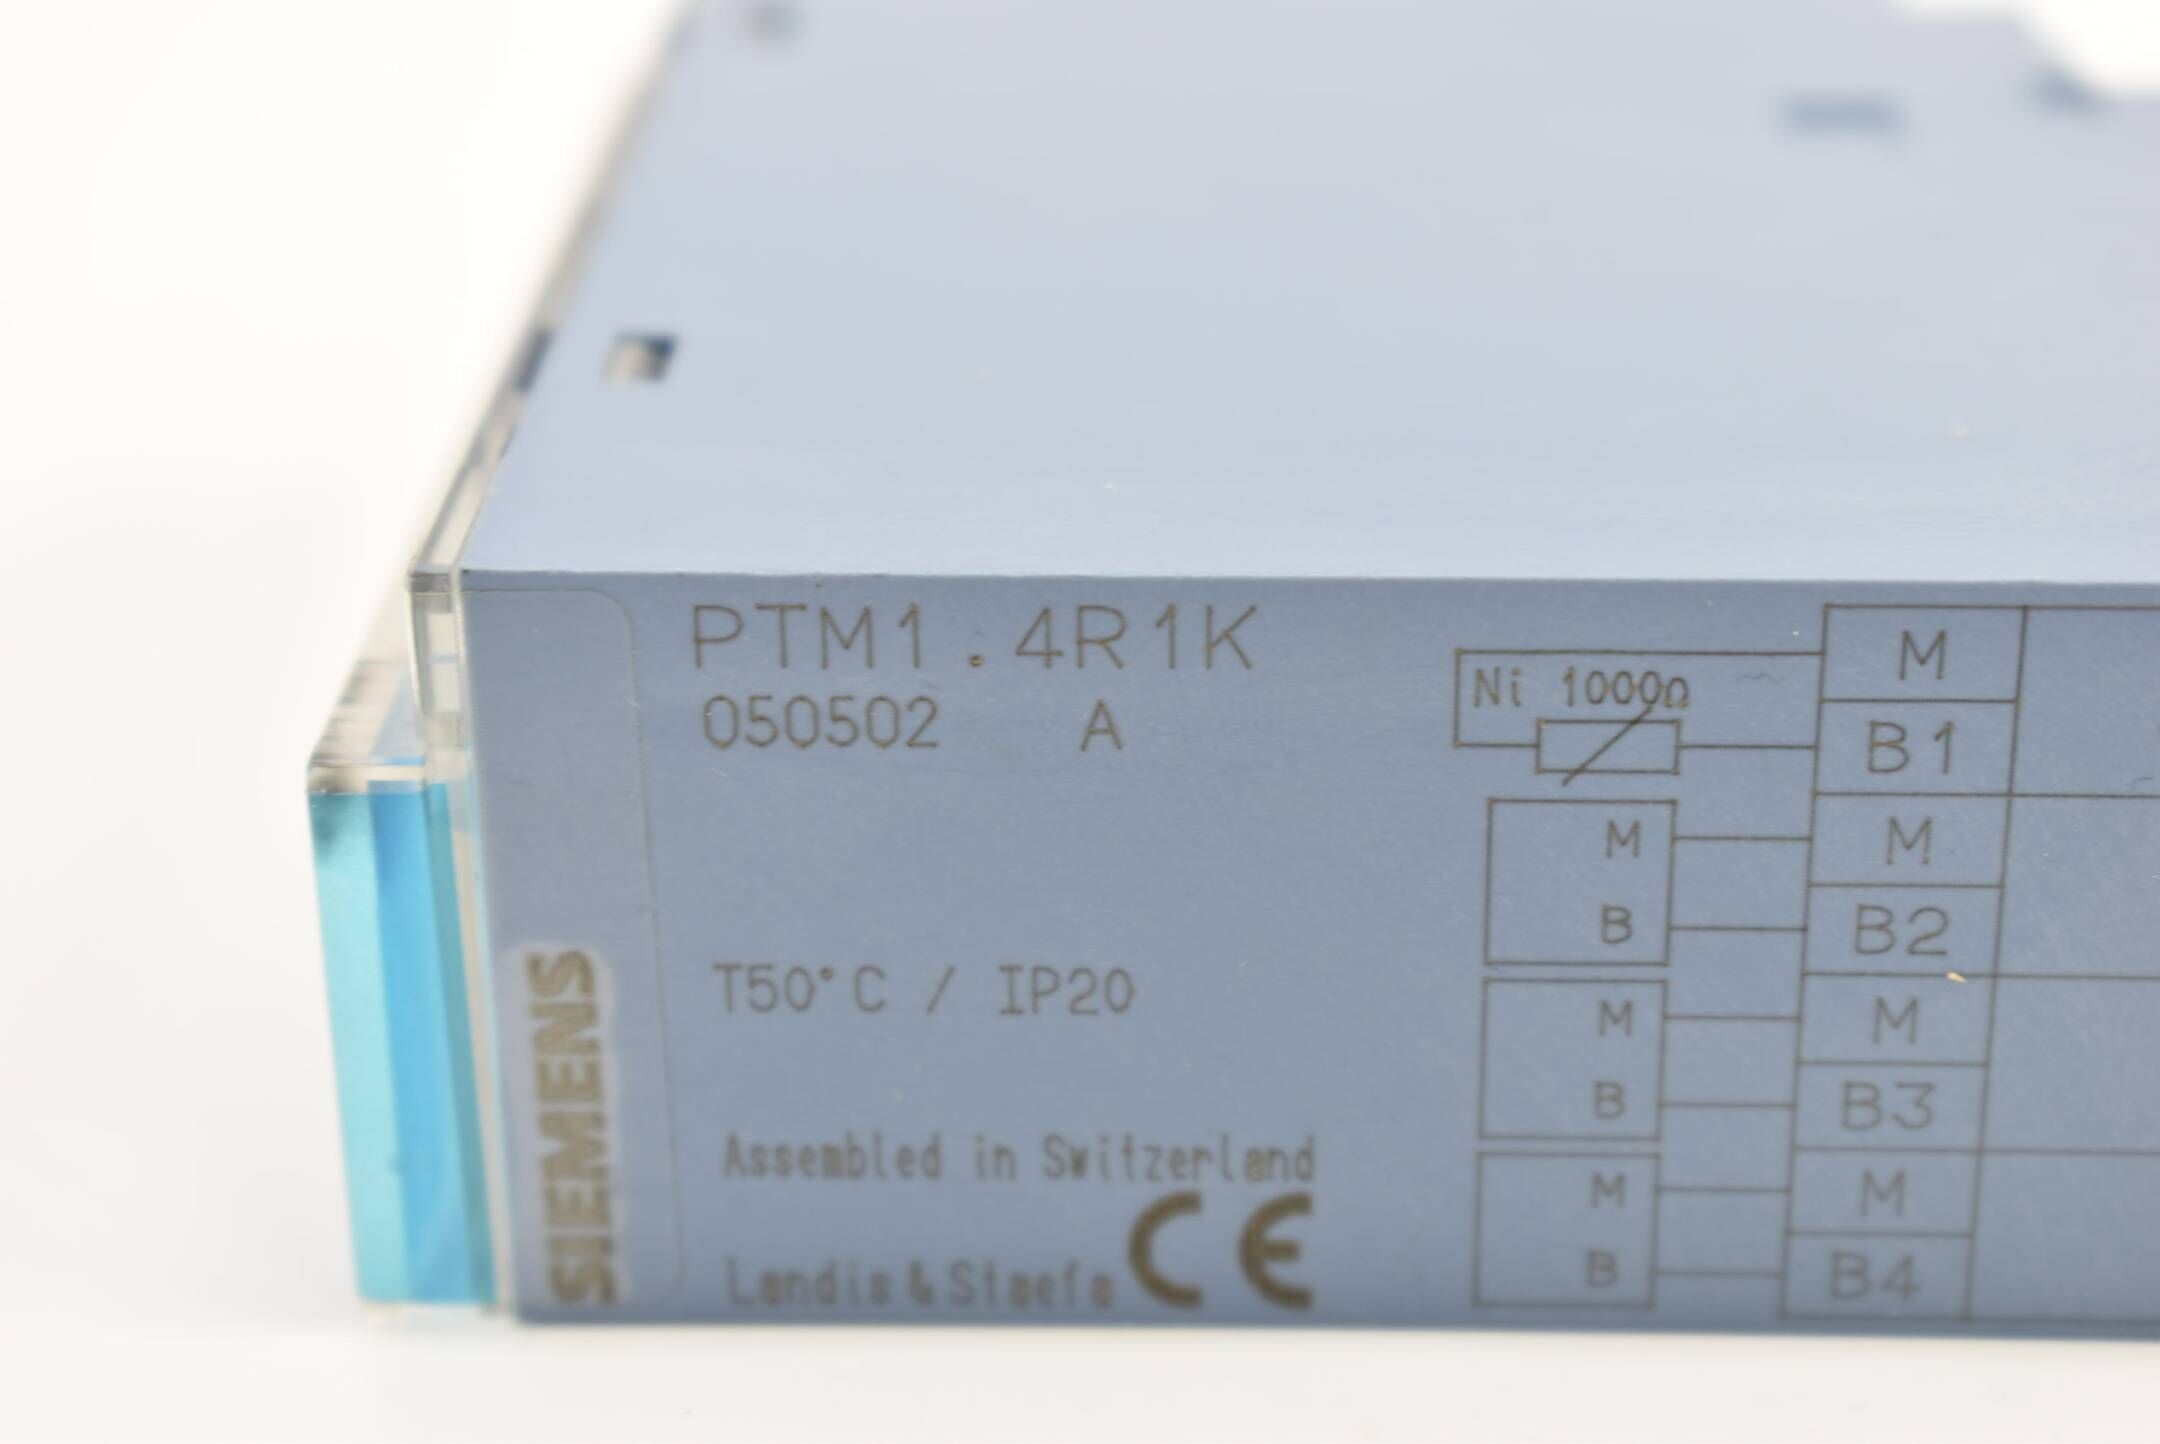 PTM1.4R1K
050502 A
T50°C / IP20
Assembled in Switzerland
Landis & Staefa CE
SIEMENS
Ni 1000Ω
M
B1
M M
B B2
M M
B B3
M M
B B4